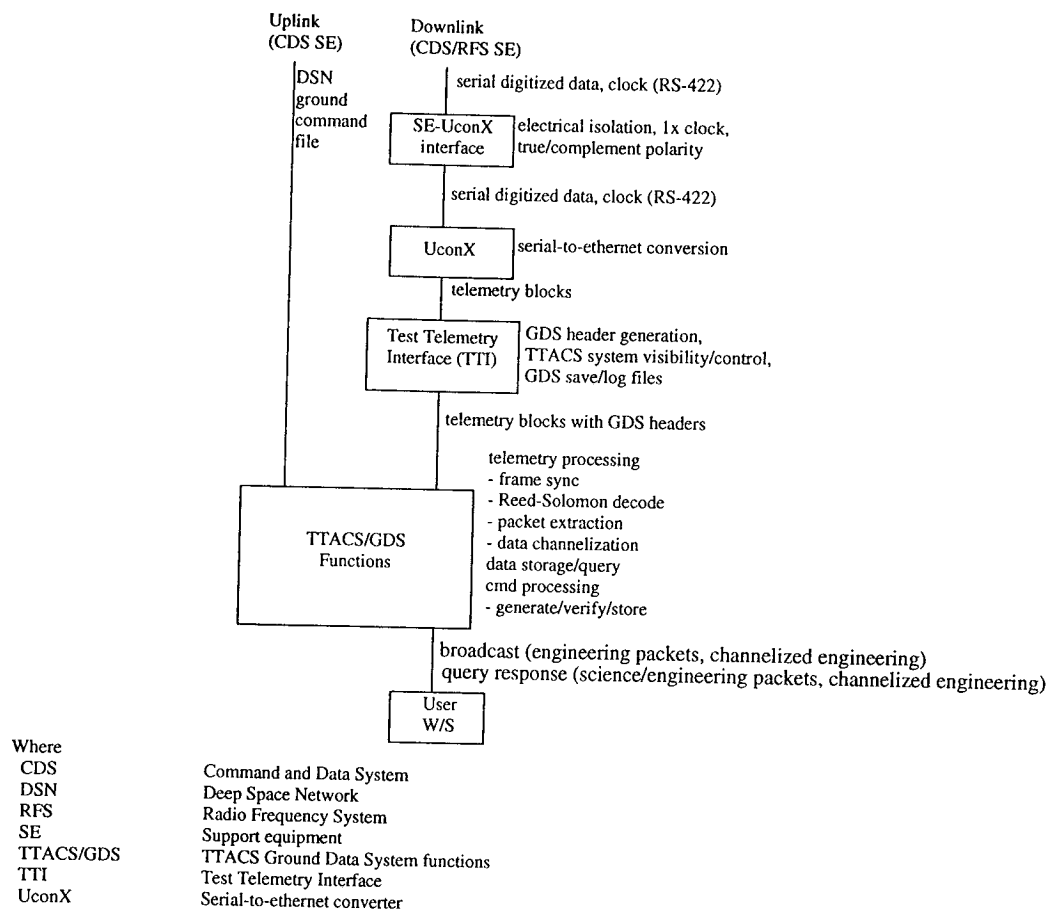 Uplink
(CDS SE)
Downlink
(CDS/RFS SE)
DSN
ground
command
file
serial digitized data, clock (RS-422)
SE-UconX
interface
electrical isolation, 1x clock,
true/complement polarity
serial digitized data, clock (RS-422)
UconX
serial-to-ethernet conversion
telemetry blocks
Test Telemetry
Interface (TTI)
GDS header generation,
TTACS system visibility/control,
GDS save/log files
telemetry blocks with GDS headers
TTACS/GDS
Functions
telemetry processing
- frame sync
- Reed-Solomon decode
- packet extraction
- data channelization
data storage/query
cmd processing
- generate/verify/store
broadcast (engineering packets, channelized engineering)
query response (science/engineering packets, channelized engineering)
User
W/S
Where
CDS Command and Data System
DSN Deep Space Network
RFS Radio Frequency System
SE Support equipment
TTACS/GDS TTACS Ground Data System functions
TTI Test Telemetry Interface
UconX Serial-to-ethernet converter